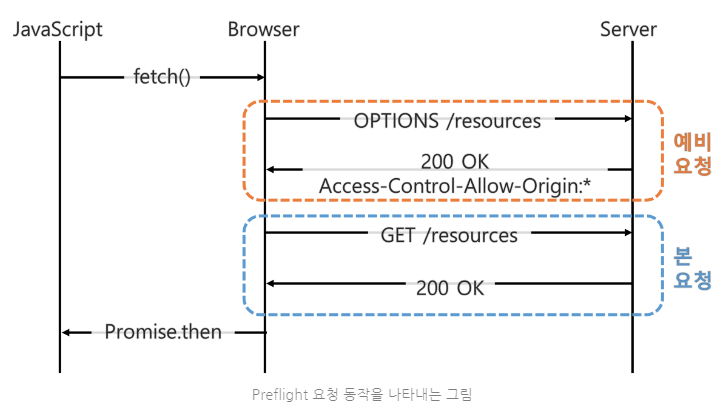 JavaScript Browser Server
fetch()
OPTIONS /resources
200 OK
Access-Control-Allow-Origin:*
예비
요청
GET /resources
200 OK
본
요청
Promise.then
Preflight 요청 동작을 나타내는 그림